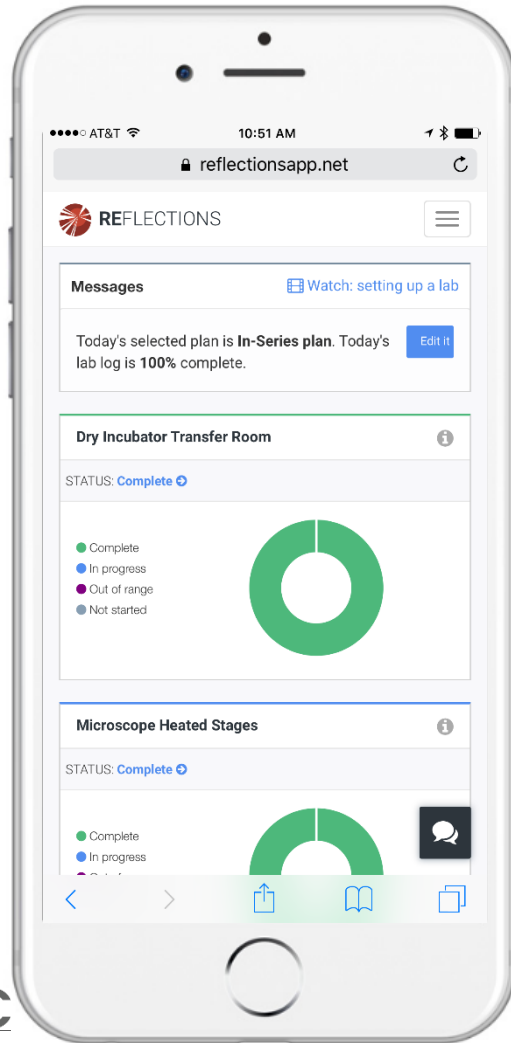 AT&T 10:51 AM
reflectionsapp.net
REFLECTIONS
Messages Watch: setting up a lab
Today's selected plan is In-Series plan. Today's Edit it
lab log is 100% complete.
Dry Incubator Transfer Room
STATUS: Complete
Complete
In progress
Out of range
Not started
Microscope Heated Stages
STATUS: Complete
Complete
In progress